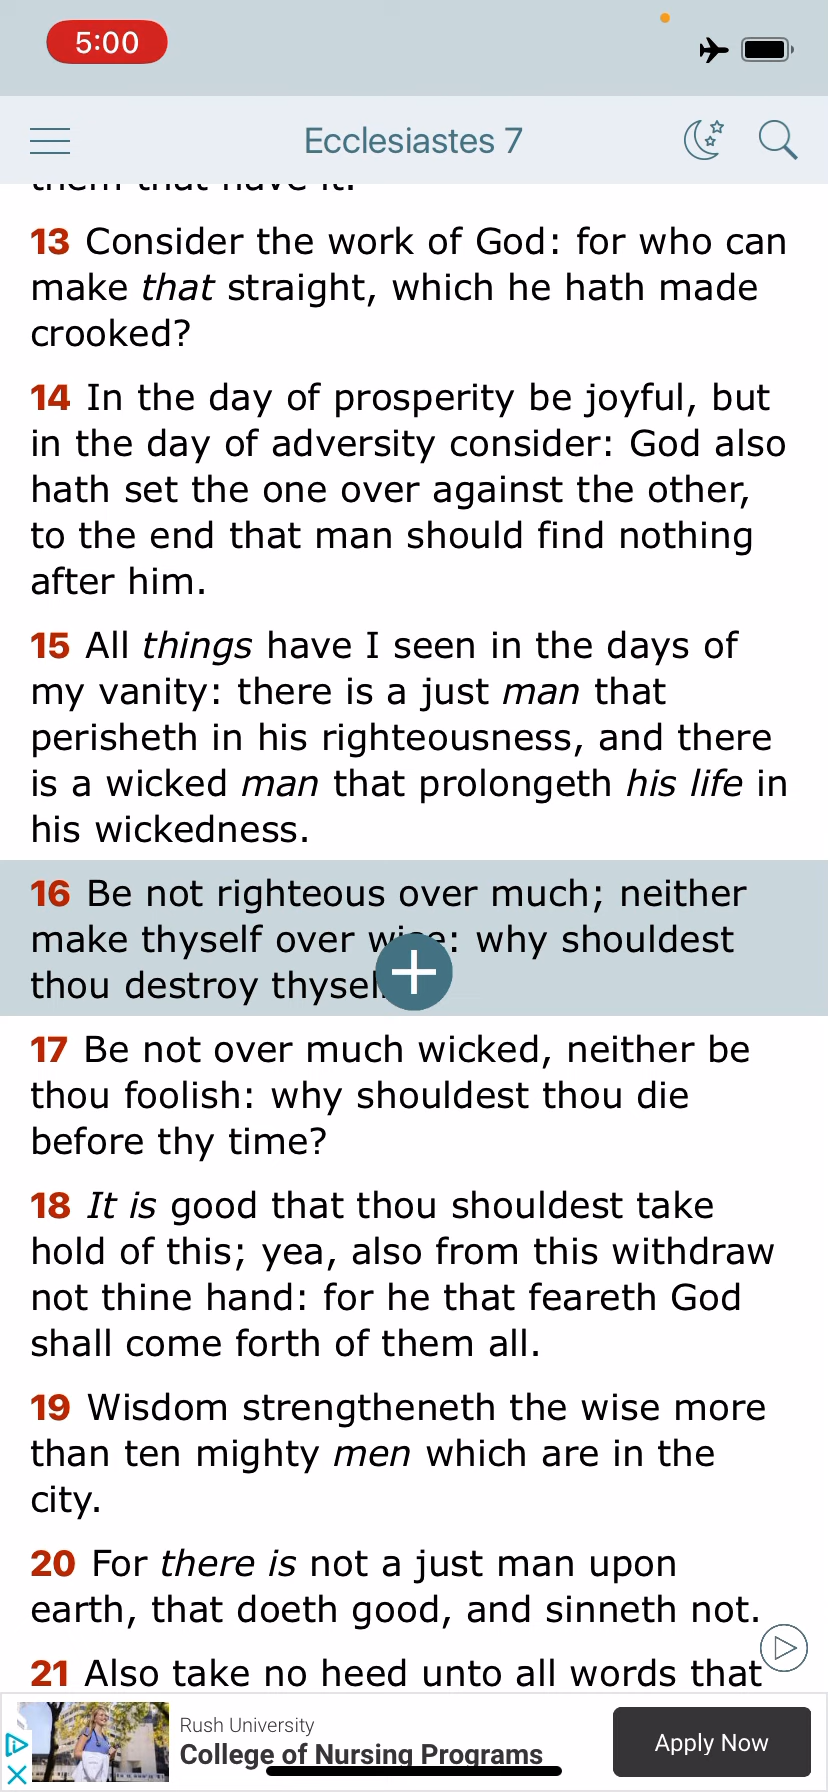 5:00
Ecclesiastes 7
them that have it.
13 Consider the work of God: for who can
make that straight, which he hath made
crooked?
14 In the day of prosperity be joyful, but
in the day of adversity consider: God also
hath set the one over against the other,
to the end that man should find nothing
after him.
15 All things have I seen in the days of
my vanity: there is a just man that
perisheth in his righteousness, and there
is a wicked man that prolongeth his life in
his wickedness.
16 Be not righteous over much; neither
make thyself over wise: why shouldest
thou destroy thysel
17 Be not over much wicked, neither be
thou foolish: why shouldest thou die
before thy time?
18 It is good that thou shouldest take
hold of this; yea, also from this withdraw
not thine hand: for he that feareth God
shall come forth of them all.
19 Wisdom strengtheneth the wise more
than ten mighty men which are in the
city.
20 For there is not a just man upon
earth, that doeth good, and sinneth not.
21 Also take no heed unto all words that
Rush University
College of Nursing Programs
Apply Now